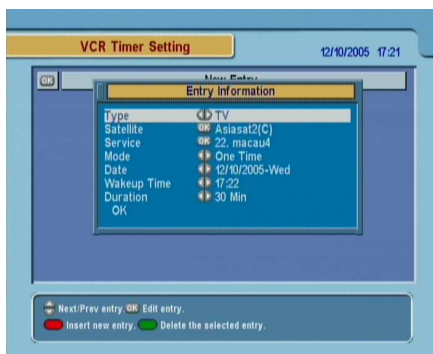 VCR Timer Setting
12/10/2005 17:21
OK New Entry
Entry Information
Type TV
Satellite OK Asiasat2(C)
Service OK 22. macau4
Mode One Time
Date 12/10/2005-Wed
Wakeup Time 17:22
Duration 30 Min
OK
Next/Prev entry. OK Edit entry.
Insert new entry. Delete the selected entry.